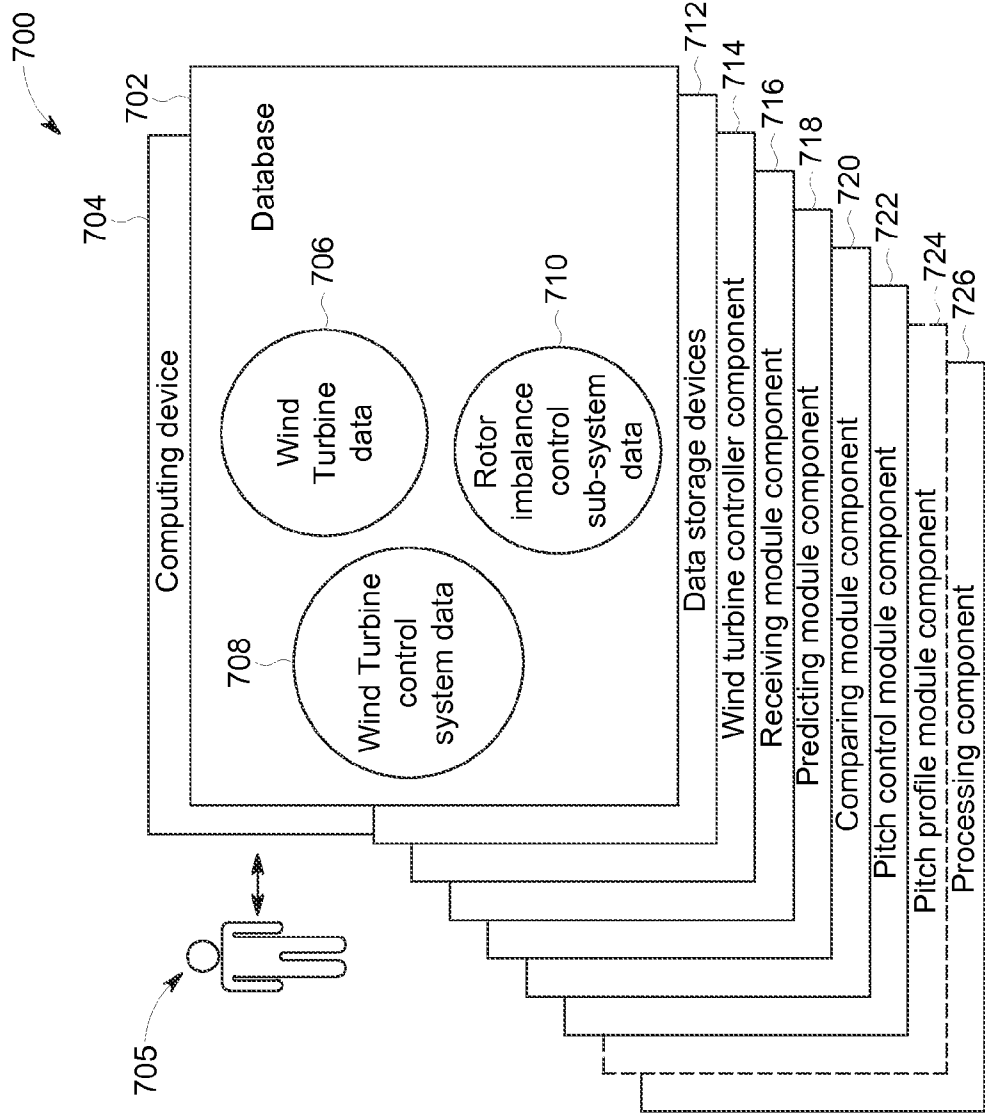 700
704
Computing device
702
Database
706
Wind
Turbine
data
708
Wind Turbine
control
system data
710
Rotor
imbalance
control
sub-system
data
705
Data storage devices
712
Wind turbine controller component
714
Receiving module component
716
Predicting module component
718
Comparing module component
720
Pitch control module component
722
Pitch profile module component
724
Processing component
726